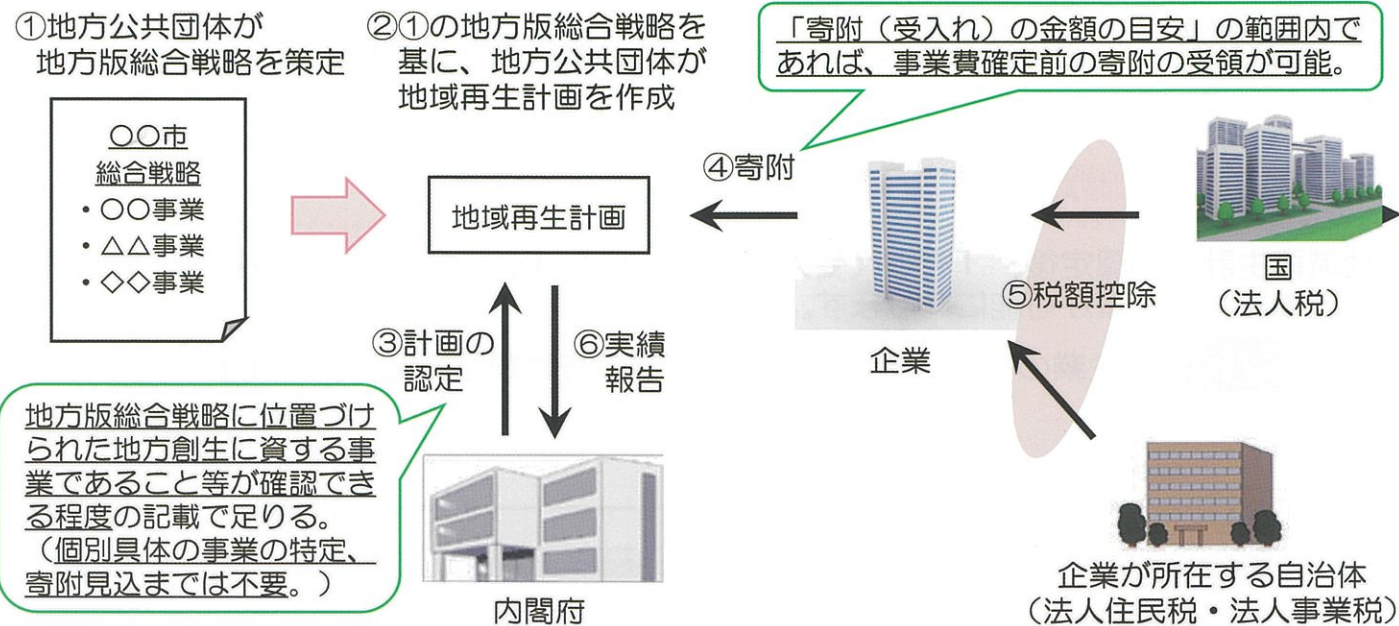 ①地方公共団体が
地方版総合戦略を策定
〇〇市
総合戦略
・〇〇事業
・△△事業
・◇◇事業
②①の地方版総合戦略を
基に、地方公共団体が
地域再生計画を作成
地域再生計画
「寄附（受入れ）の金額の目安」の範囲内で
あれば、事業費確定前の寄附の受領が可能。
④寄附
企業
⑤税額控除
国
（法人税）
③計画の
認定
⑥実績
報告
地方版総合戦略に位置づけ
られた地方創生に資する事
業であること等が確認でき
る程度の記載で足りる。
（個別具体の事業の特定、
寄附見込までは不要。）
内閣府
企業が所在する自治体
（法人住民税・法人事業税）